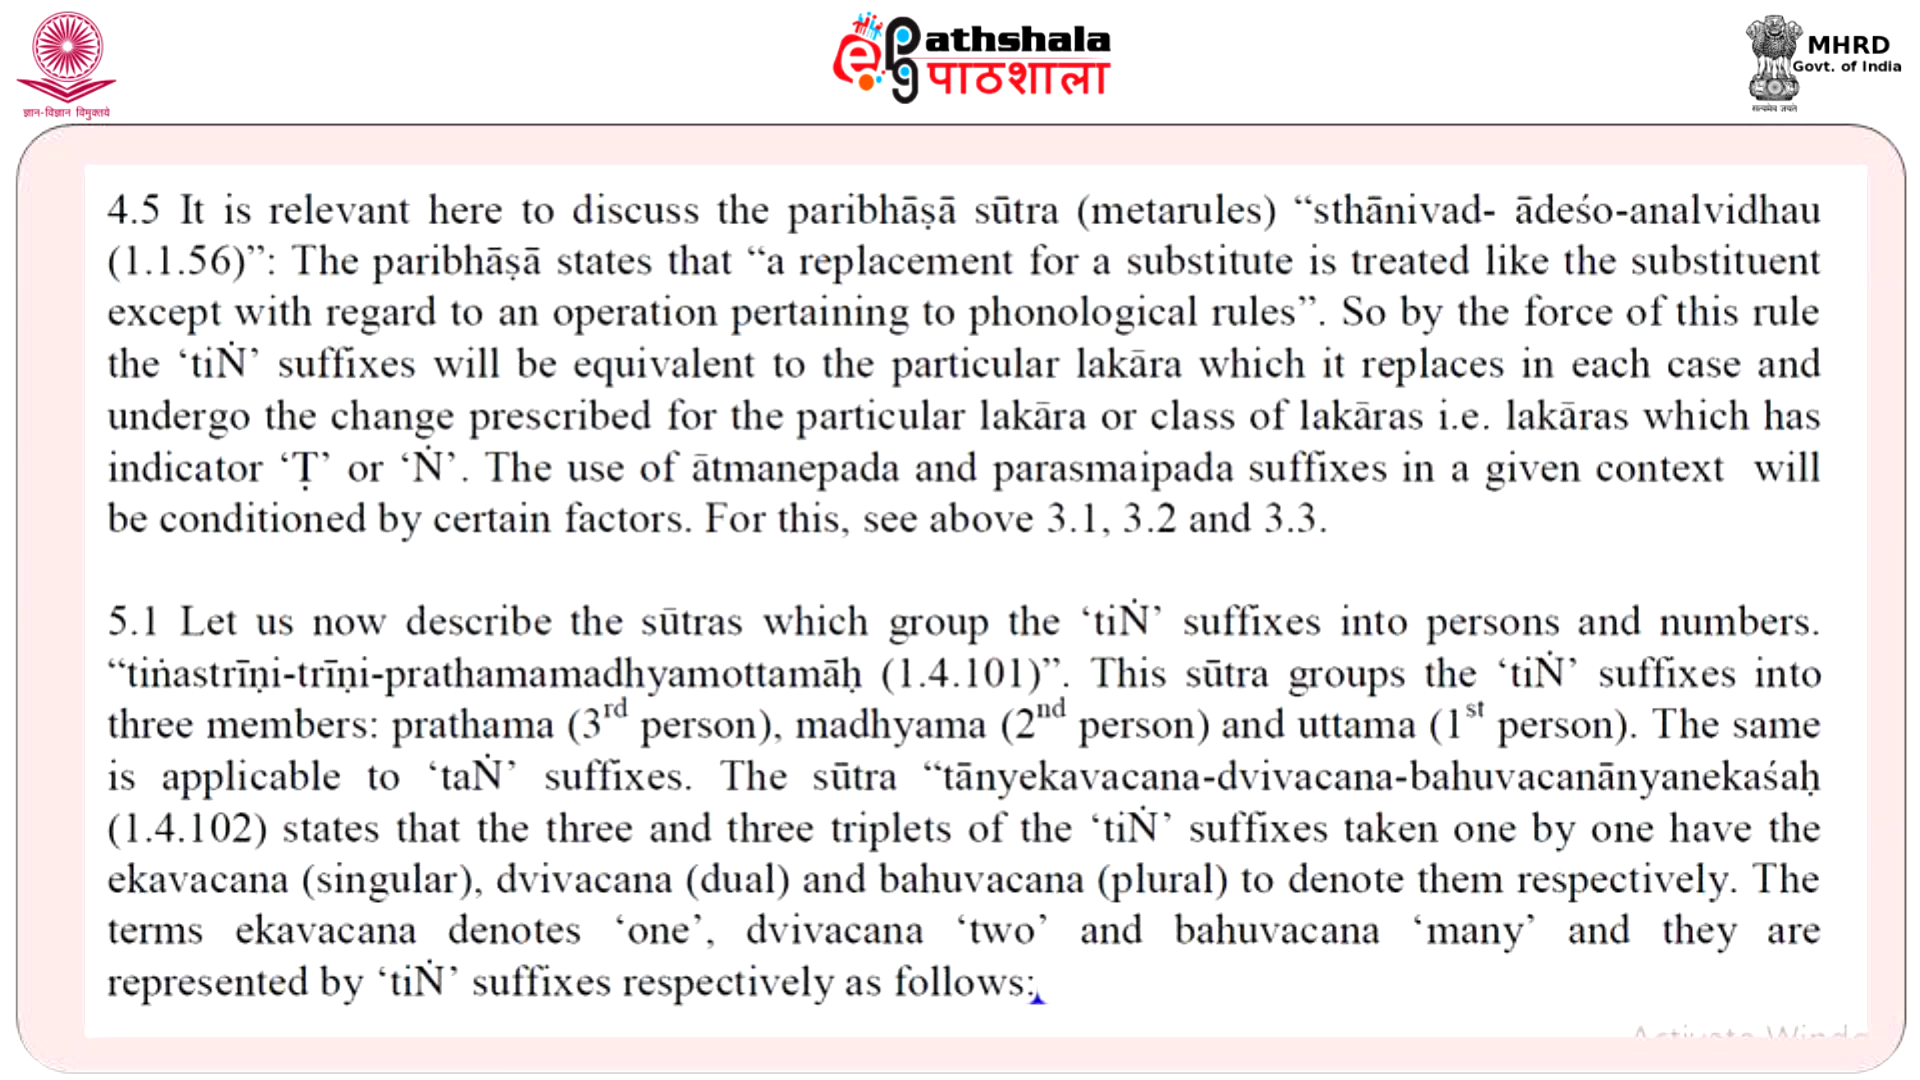 ज्ञान-विज्ञान विमुक्तये
ePg Pathshala
पाठशाला
MHRD
Govt. of India
सत्यमेव जयते
4.5 It is relevant here to discuss the paribhāṣā sūtra (metarules) “sthānivad- ādeśo-analvidhau
(1.1.56)”: The paribhāṣā states that “a replacement for a substitute is treated like the substituent
except with regard to an operation pertaining to phonological rules”. So by the force of this rule
the ‘tiṄ’ suffixes will be equivalent to the particular lakāra which it replaces in each case and
undergo the change prescribed for the particular lakāra or class of lakāras i.e. lakāras which has
indicator ‘Ṭ’ or ‘Ṅ’. The use of ātmanepada and parasmaipada suffixes in a given context will
be conditioned by certain factors. For this, see above 3.1, 3.2 and 3.3.
5.1 Let us now describe the sūtras which group the ‘tiṄ’ suffixes into persons and numbers.
“tiṅastrīṇi-trīṇi-prathamamadhyamottamāḥ (1.4.101)”. This sūtra groups the ‘tiṄ’ suffixes into
three members: prathama (3rd person), madhyama (2nd person) and uttama (1st person). The same
is applicable to ‘taṄ’ suffixes. The sūtra “tānyekavacana-dvivacana-bahuvacanānyanekaśaḥ
(1.4.102) states that the three and three triplets of the ‘tiṄ’ suffixes taken one by one have the
ekavacana (singular), dvivacana (dual) and bahuvacana (plural) to denote them respectively. The
terms ekavacana denotes ‘one’, dvivacana ‘two’ and bahuvacana ‘many’ and they are
represented by ‘tiṄ’ suffixes respectively as follows: